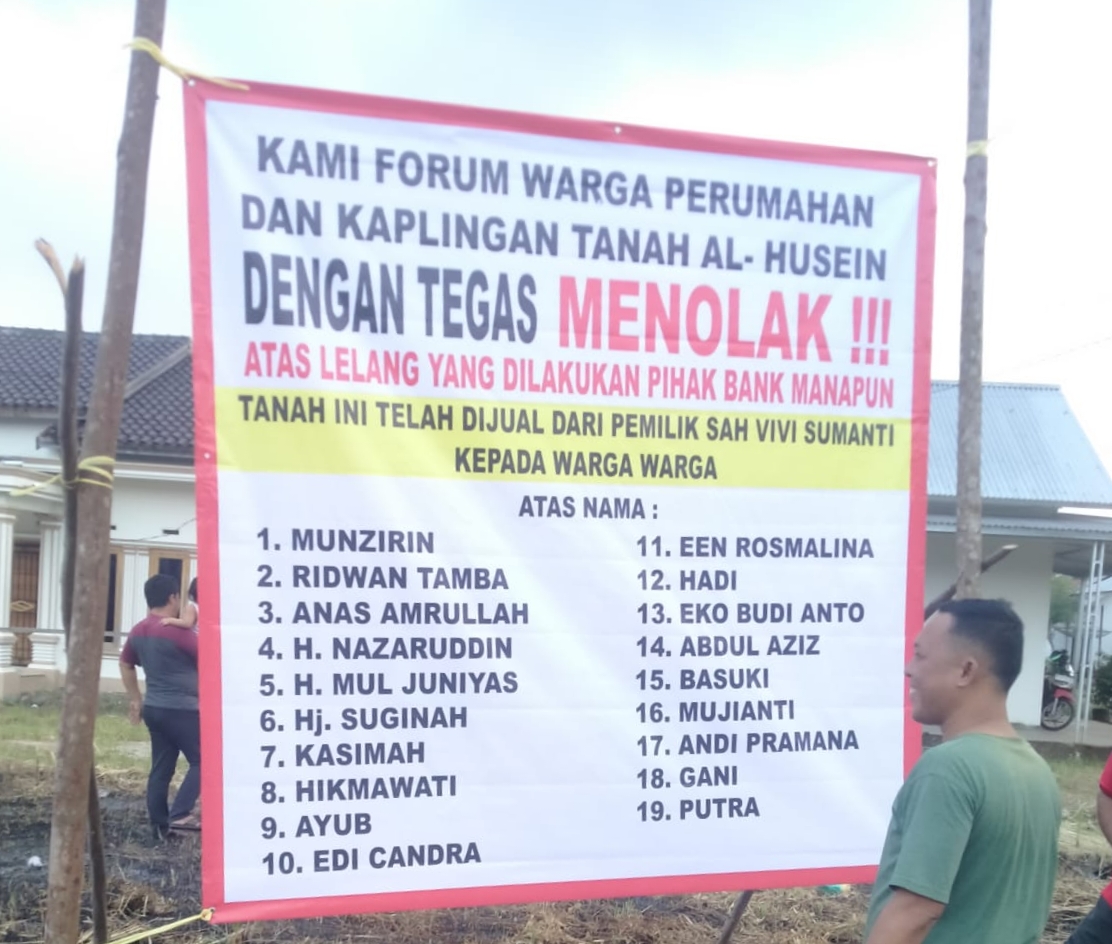 KAMI FORUM WARGA PERUMAHAN
DAN KAPLINGAN TANAH AL- HUSEIN
DENGAN TEGAS MENOLAK !!!
ATAS LELANG YANG DILAKUKAN PIHAK BANK MANAPUN
TANAH INI TELAH DIJUAL DARI PEMILIK SAH VIVI SUMANTI
KEPADA WARGA WARGA
ATAS NAMA :
1. MUNZIRIN
2. RIDWAN TAMBA
3. ANAS AMRULLAH
4. H. NAZARUDDIN
5. H. MUL JUNIYAS
6. Hj. SUGINAH
7. KASIMAH
8. HIKMAWATI
9. AYUB
10. EDI CANDRA
11. EEN ROSMALINA
12. HADI
13. EKO BUDI ANTO
14. ABDUL AZIZ
15. BASUKI
16. MUJIANTI
17. ANDI PRAMANA
18. GANI
19. PUTRA